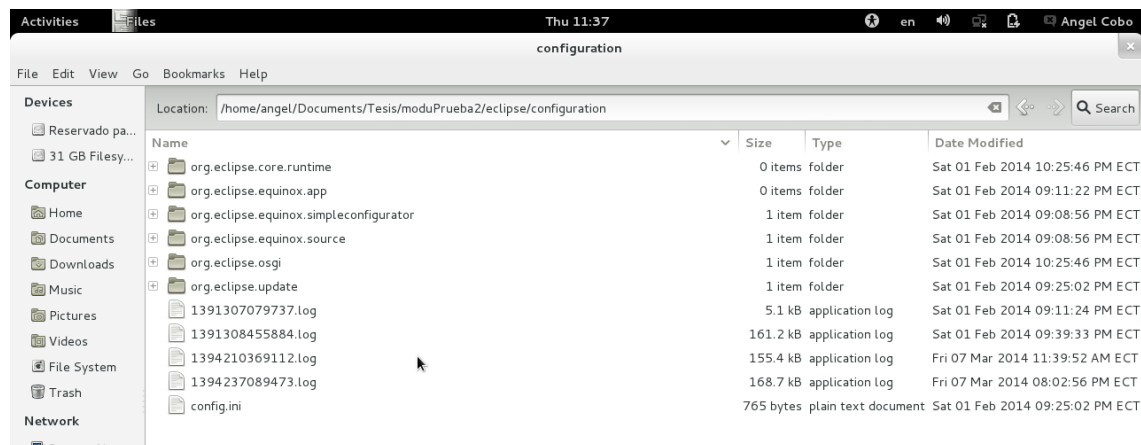 Activities Files Thu 11:37 en Angel Cobo
configuration
File Edit View Go Bookmarks Help
Devices
Reservado pa...
31 GB Filesy...
Computer
Home
Documents
Downloads
Music
Pictures
Videos
File System
Trash
Network
Location: /home/angel/Documents/Tesis/moduPrueba2/eclipse/configuration Search
Name Size Type Date Modified
org.eclipse.core.runtime 0 items folder Sat 01 Feb 2014 10:25:46 PM ECT
org.eclipse.equinox.app 0 items folder Sat 01 Feb 2014 09:11:22 PM ECT
org.eclipse.equinox.simpleconfigurator 1 item folder Sat 01 Feb 2014 09:08:56 PM ECT
org.eclipse.equinox.source 1 item folder Sat 01 Feb 2014 09:08:56 PM ECT
org.eclipse.osgi 1 item folder Sat 01 Feb 2014 10:25:46 PM ECT
org.eclipse.update 1 item folder Sat 01 Feb 2014 09:25:02 PM ECT
1391307079737.log 5.1 kB application log Sat 01 Feb 2014 09:11:24 PM ECT
1391308455884.log 161.2 kB application log Sat 01 Feb 2014 09:39:33 PM ECT
1394210369112.log 155.4 kB application log Fri 07 Mar 2014 11:39:52 AM ECT
1394237089473.log 168.7 kB application log Fri 07 Mar 2014 08:02:56 PM ECT
config.ini 765 bytes plain text document Sat 01 Feb 2014 09:25:02 PM ECT